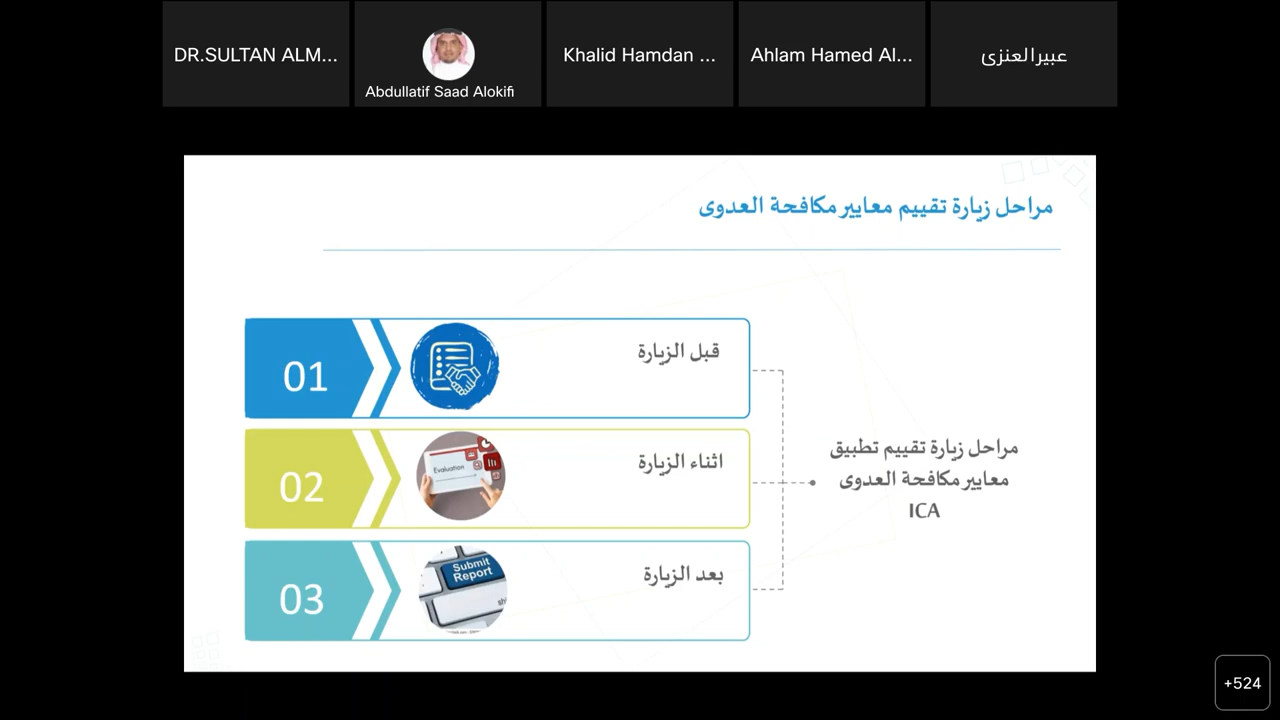 DR.SULTAN ALM...
Abdullatif Saad Alokifi
Khalid Hamdan ...
Ahlam Hamed Al...
عبيرالعنزى
مراحل زيارة تقييم معايير مكافحة العدوى
مراحل زيارة تقييم تطبيق
معايير مكافحة العدوى
ICA
01
قبل الزيارة
02
Evaluation
اثناء الزيارة
03
Submit
Report
بعد الزيارة
+524